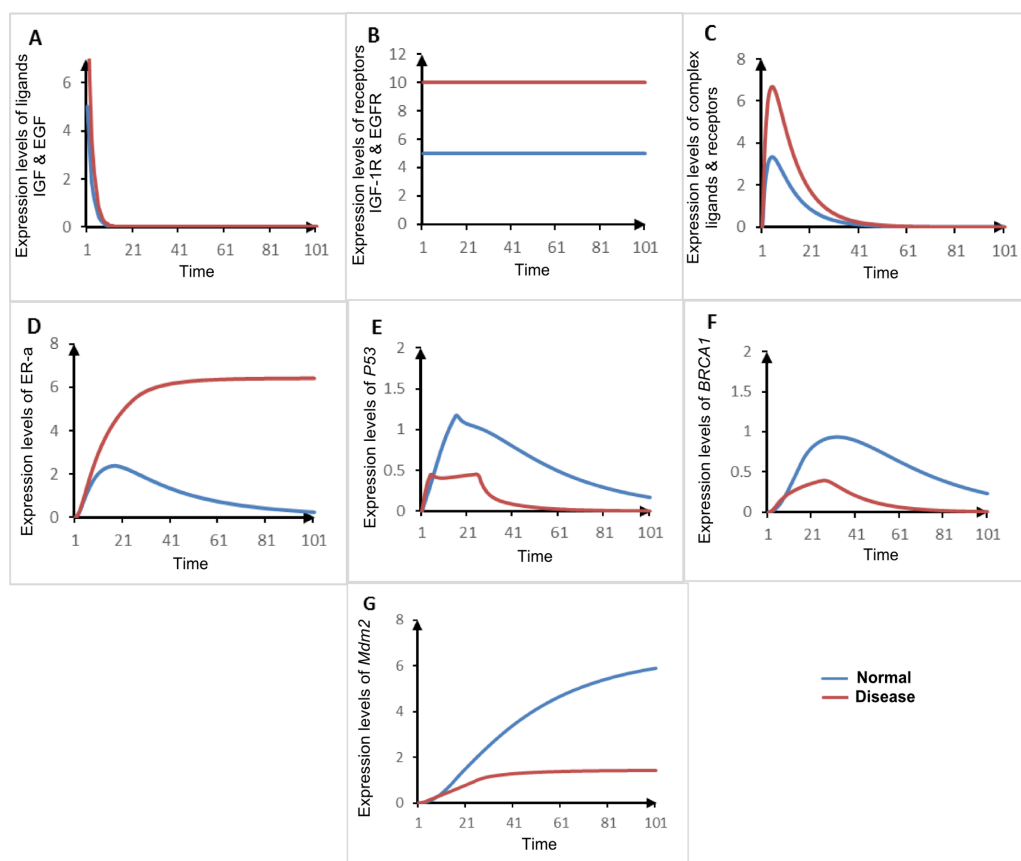 A
Expression levels of ligands
IGF & EGF
6
4
2
0
1 21 41 61 81 101
Time
B
Expression levels of receptors
IGF-1R & EGFR
12
10
8
6
4
2
0
1 21 41 61 81 101
Time
C
Expression levels of complex
ligands & receptors
8
6
4
2
0
1 21 41 61 81 101
Time
D
Expression levels of ER-a
8
6
4
2
0
1 21 41 61 81 101
Time
E
Expression levels of P53
2
1.5
1
0.5
0
1 21 41 61 81 101
Time
F
Expression levels of BRCA1
2
1.5
1
0.5
0
1 21 41 61 81 101
Time
G
Expression levels of Mdm2
8
6
4
2
0
1 21 41 61 81 101
Time
Normal
Disease